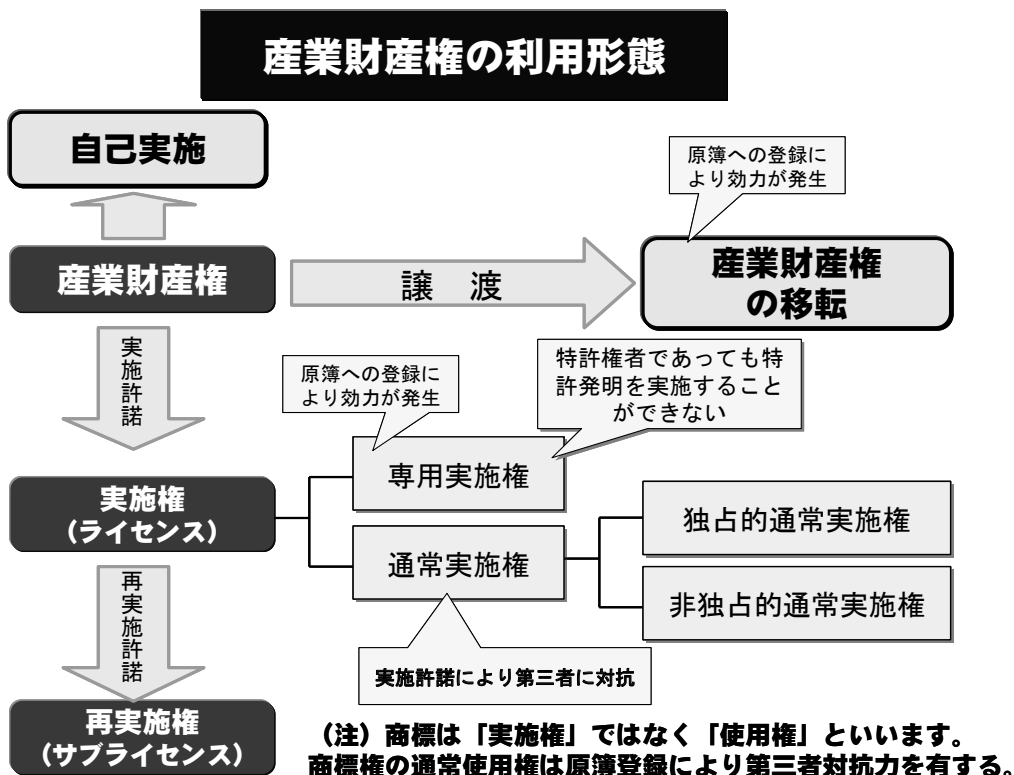 産業財産権の利用形態
自己実施
原簿への登録に
より効力が発生
産業財産権
譲 渡
産業財産権
の移転
実施許諾
原簿への登録に
より効力が発生
特許権者であっても特
許発明を実施すること
ができない
専用実施権
実施権
(ライセンス)
独占的通常実施権
通常実施権
非独占的通常実施権
再実施許諾
実施許諾により第三者に対抗
再実施権
(サブライセンス)
(注)商標は「実施権」ではなく「使用権」といいます。
商標権の通常使用権は原簿登録により第三者対抗力を有する。